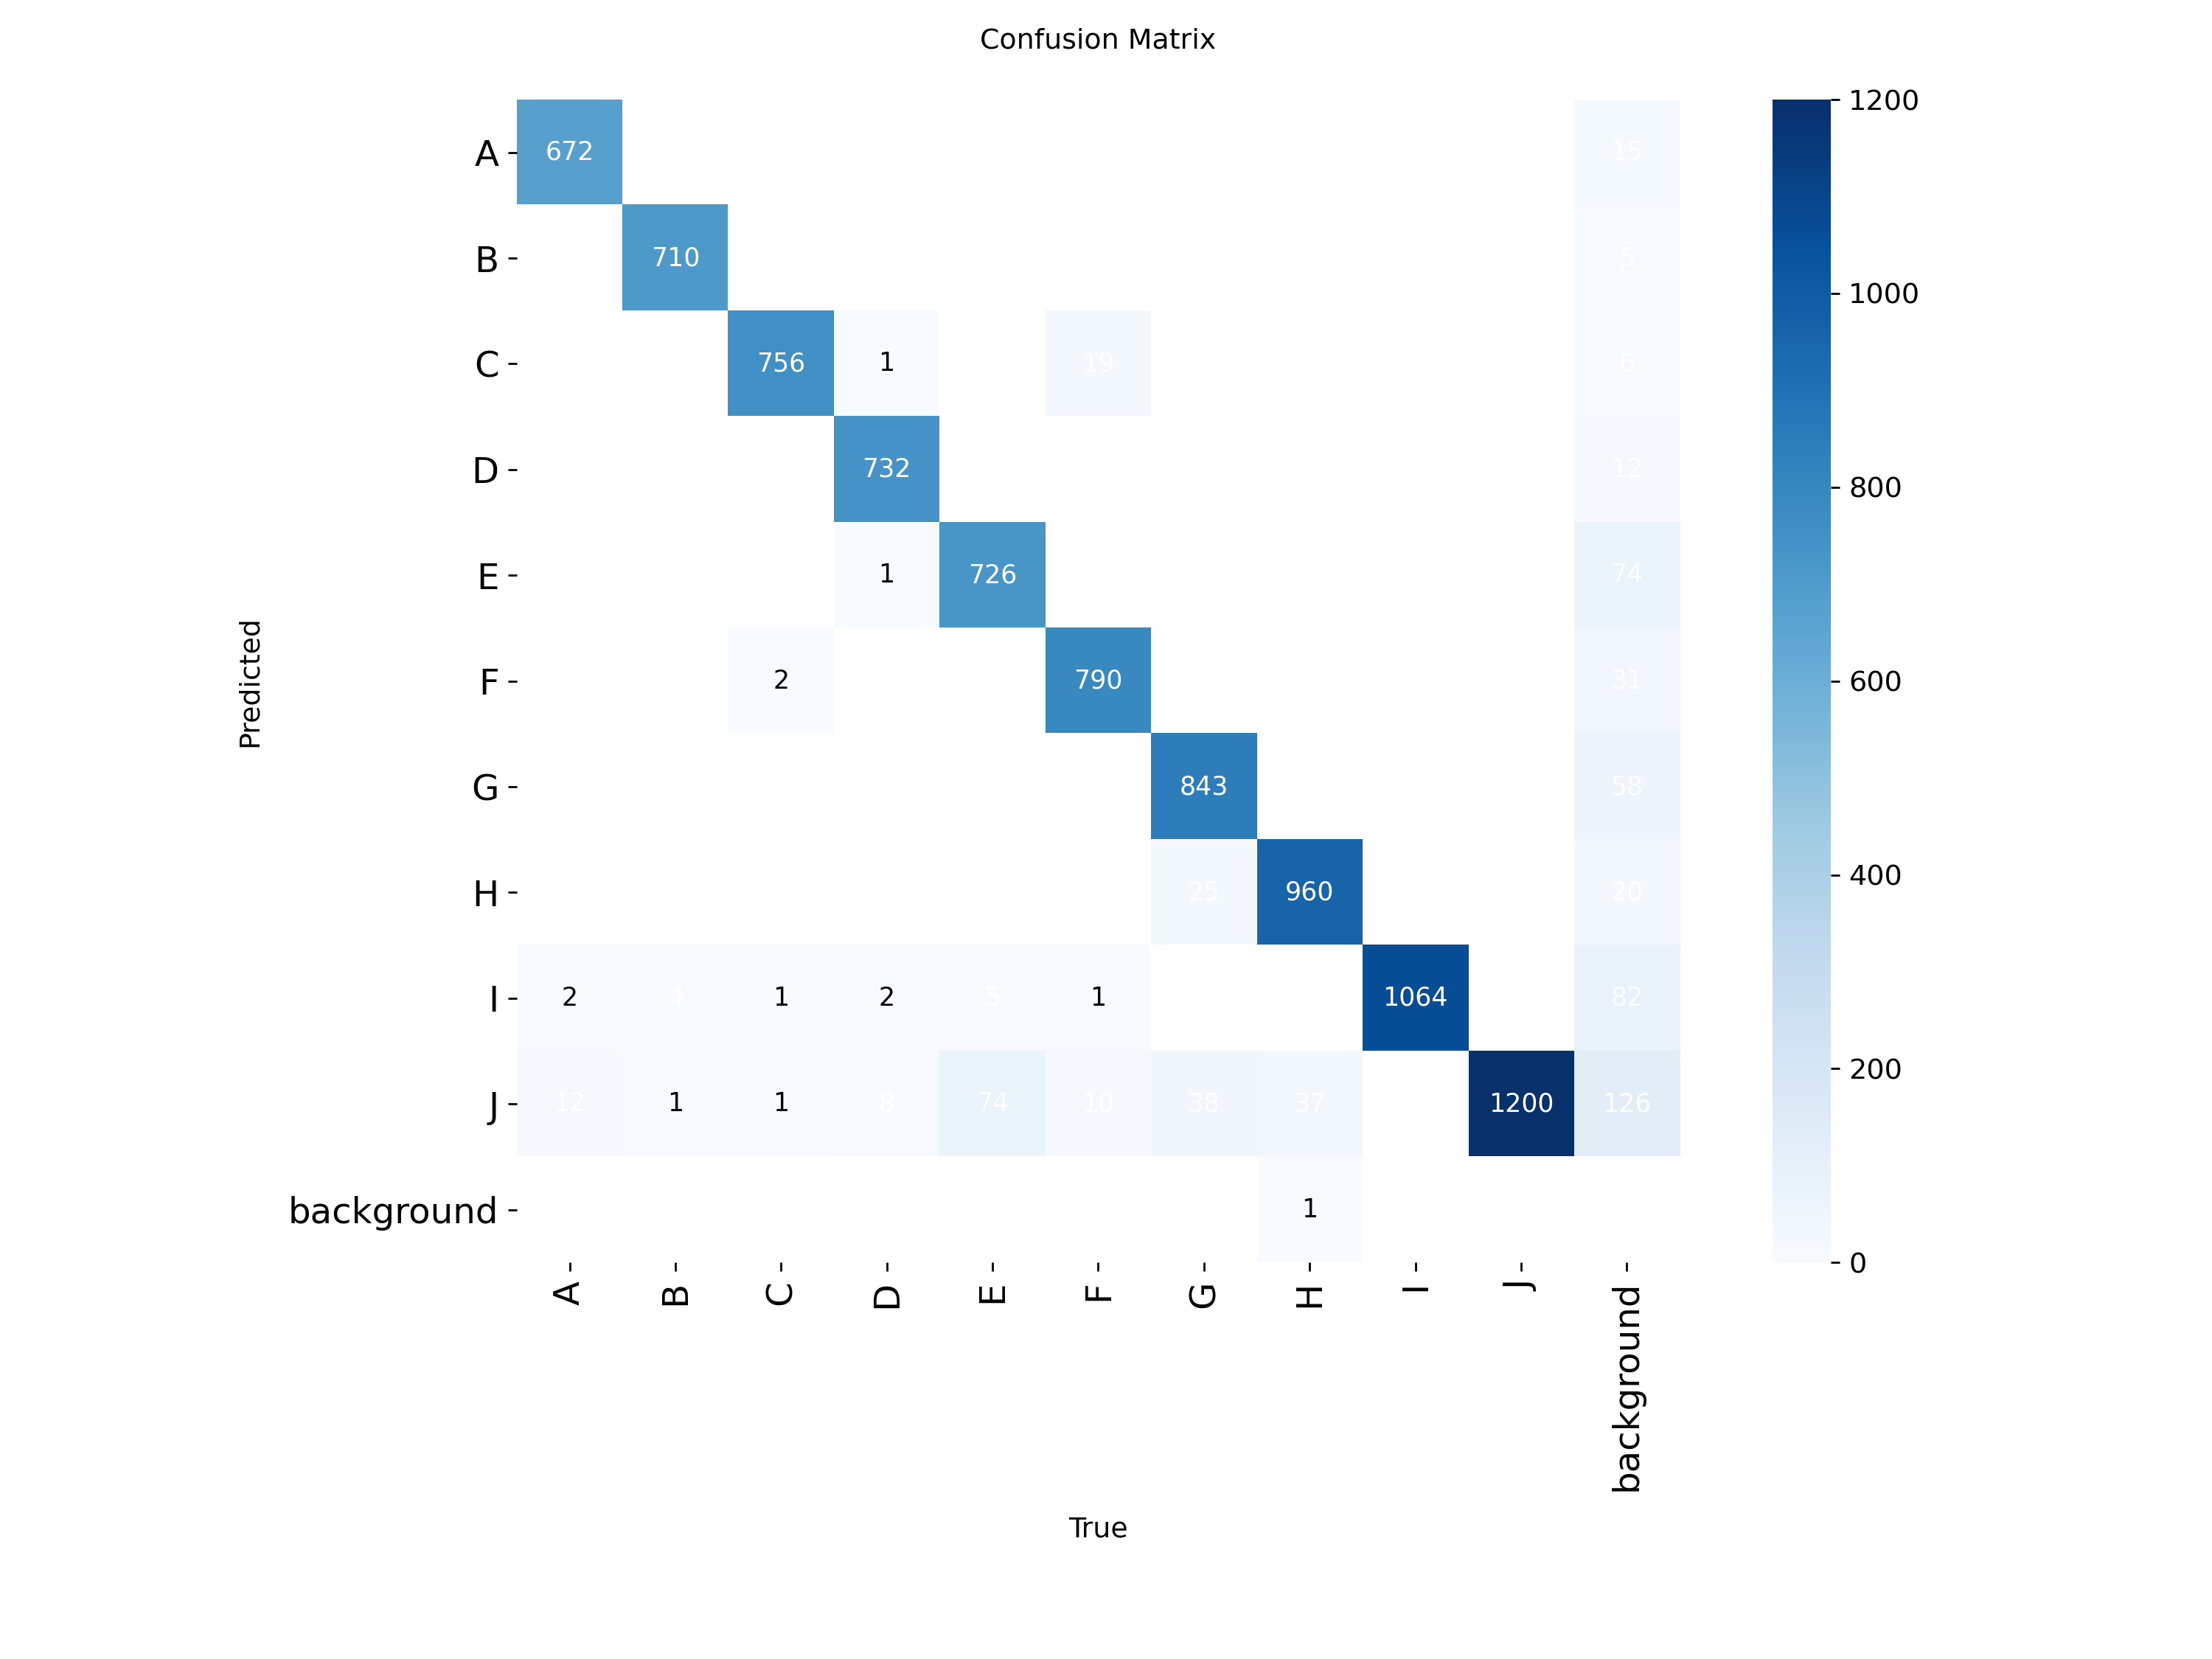 Confusion Matrix
A 672 15
B 710 5
C 756 1 19 6
D 732 12
E 1 726 74
F 2 790 31
G 843 58
H 25 960 20
I 2 4 1 2 5 1 1064 82
J 12 1 1 8 74 10 38 37 1200 126
background 1
A B C D E F G H I J background
Predicted
True
1200
1000
800
600
400
200
0